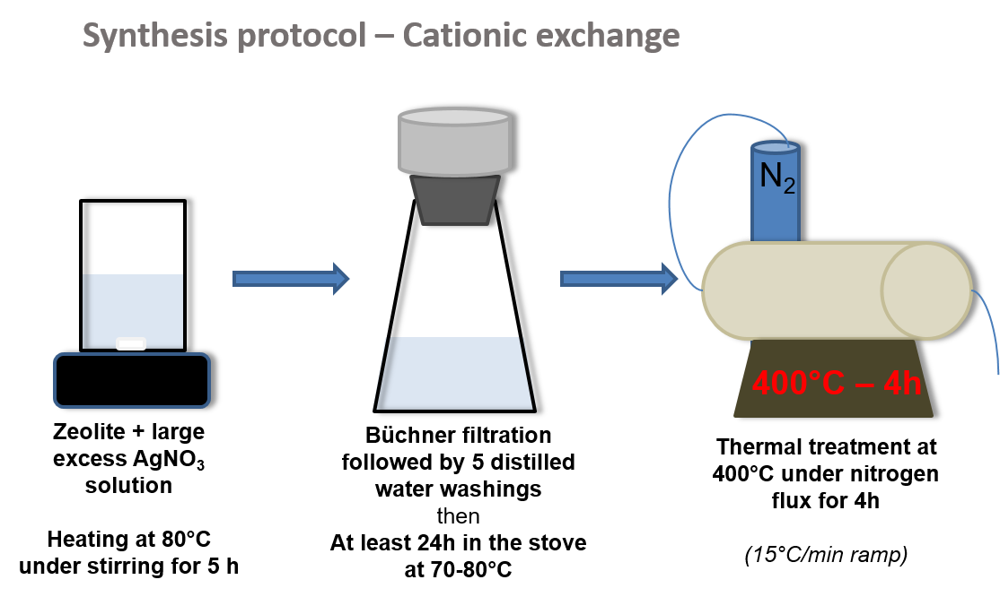 Synthesis protocol – Cationic exchange
N₂
400°C – 4h
Zeolite + large
excess AgNO₃
solution
Heating at 80°C
under stirring for 5 h
Büchner filtration
followed by 5 distilled
water washings
then
At least 24h in the stove
at 70-80°C
Thermal treatment at
400°C under nitrogen
flux for 4h
(15°C/min ramp)